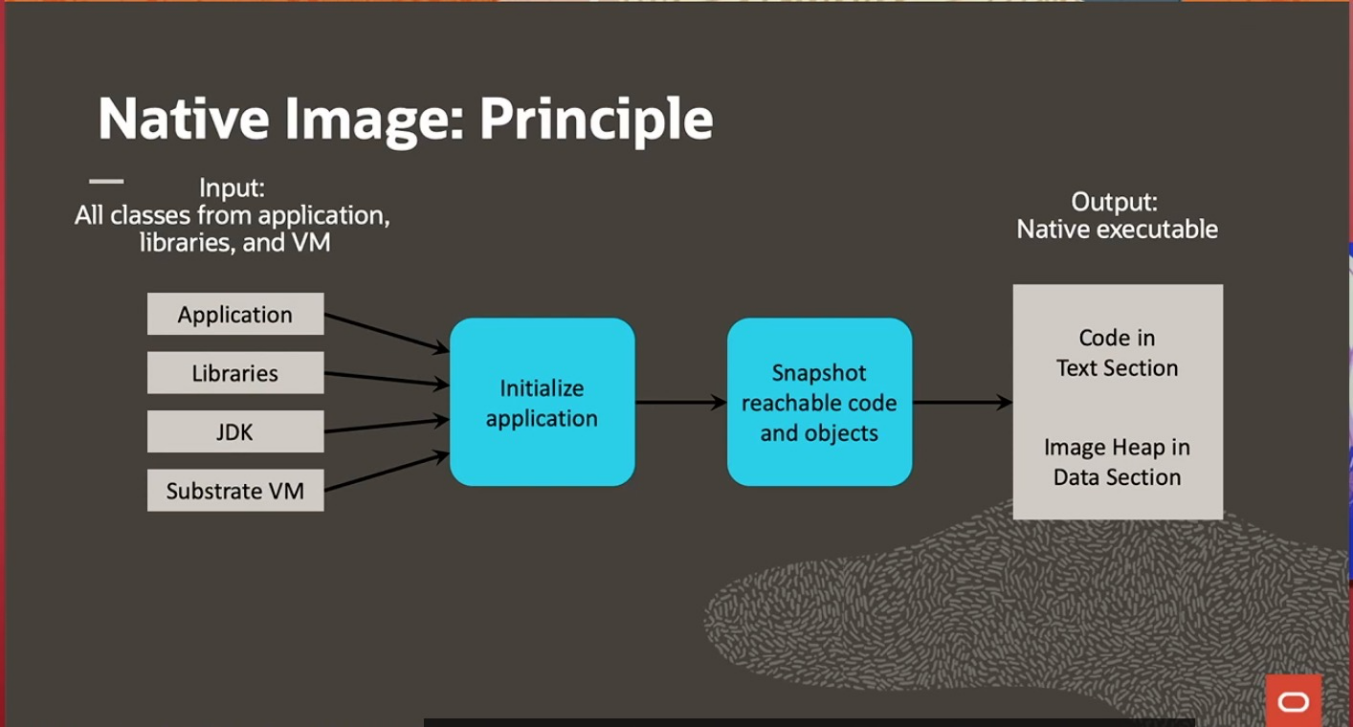 Native Image: Principle
Input:
All classes from application,
libraries, and VM
Output:
Native executable
Application
Libraries
JDK
Substrate VM
Initialize
application
Snapshot
reachable code
and objects
Code in
Text Section
Image Heap in
Data Section